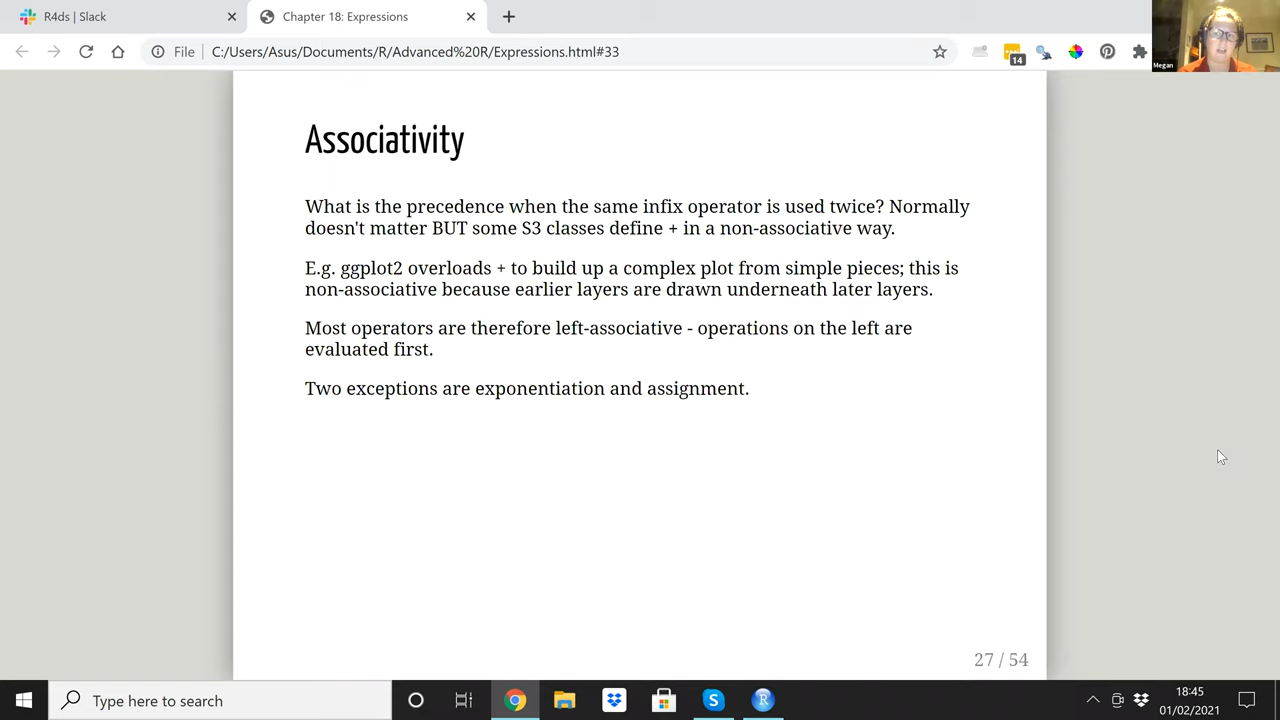 R4ds | Slack
Chapter 18: Expressions
File
C:/Users/Asus/Documents/R/Advanced%20R/Expressions.html#33
14
Megan
Associativity
What is the precedence when the same infix operator is used twice? Normally
doesn't matter BUT some S3 classes define + in a non-associative way.
E.g. ggplot2 overloads + to build up a complex plot from simple pieces; this is
non-associative because earlier layers are drawn underneath later layers.
Most operators are therefore left-associative - operations on the left are
evaluated first.
Two exceptions are exponentiation and assignment.
27 / 54
Type here to search
18:45
01/02/2021